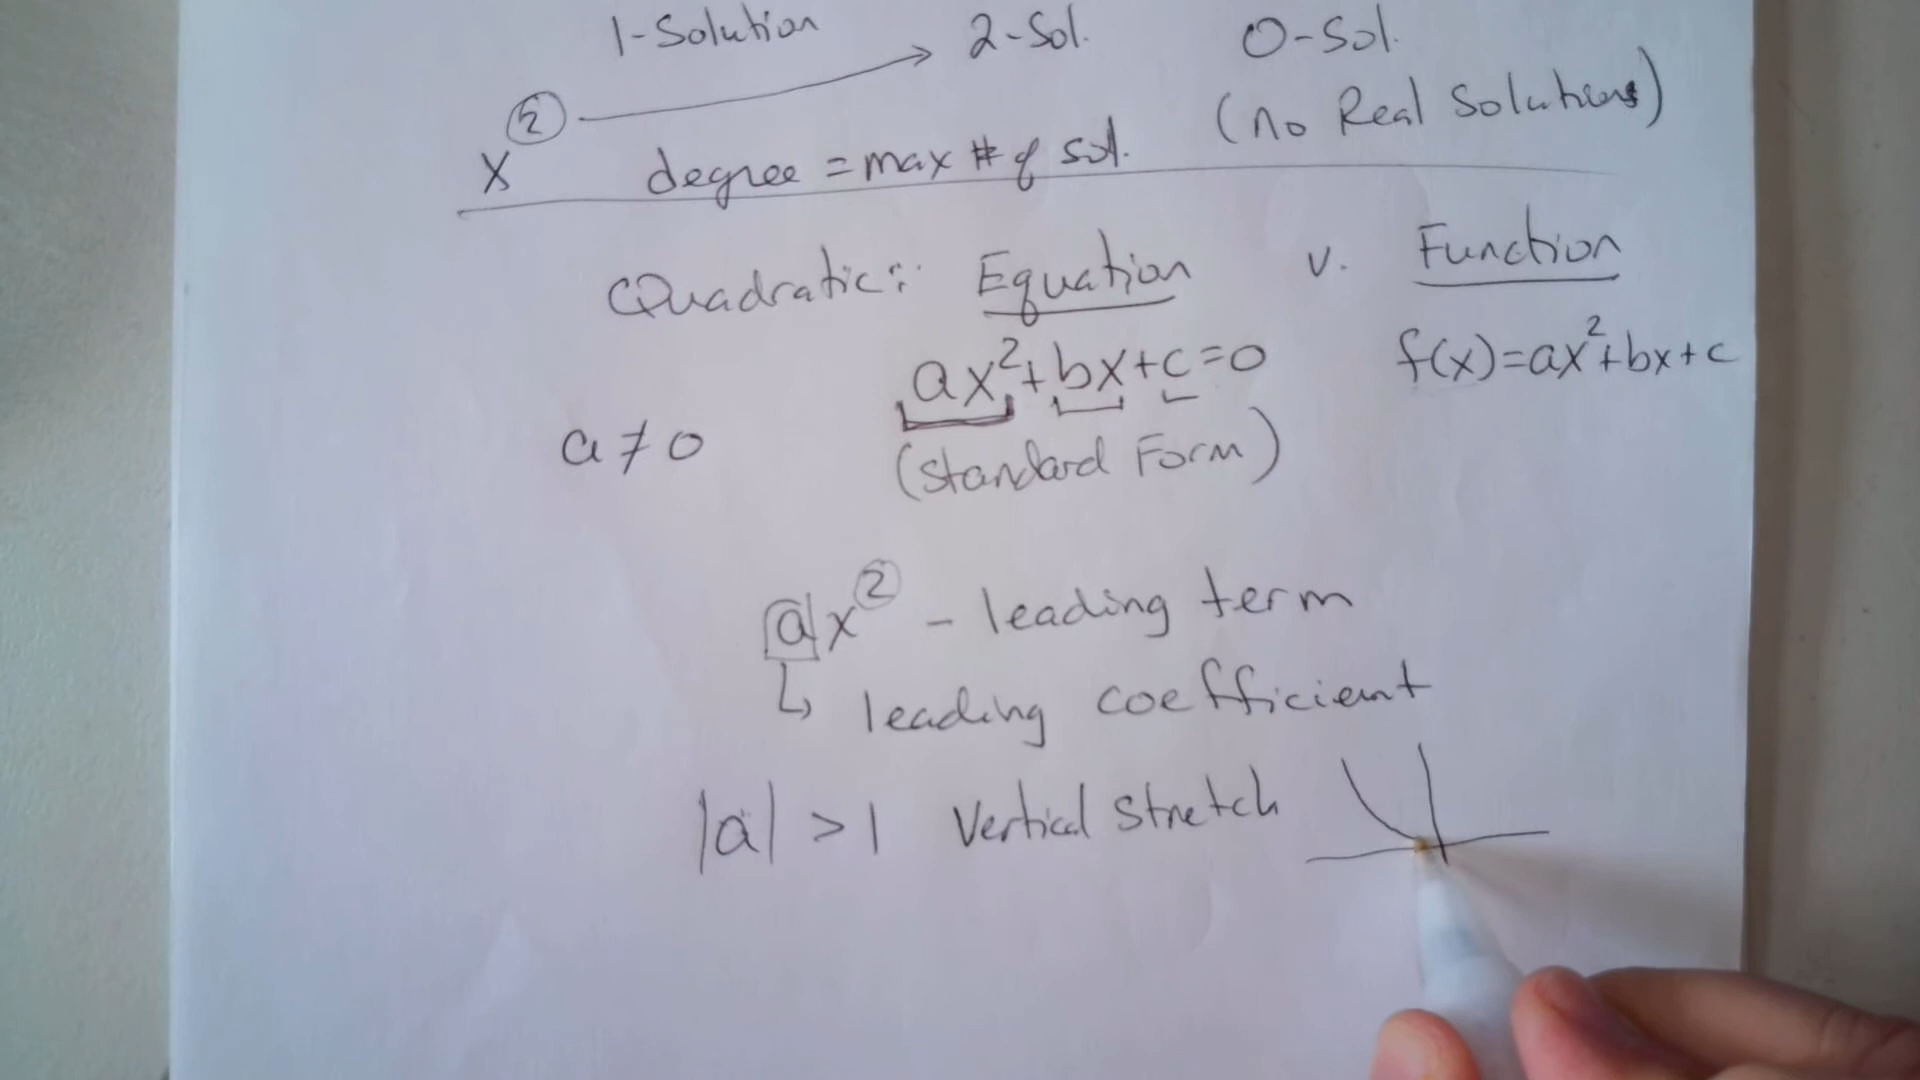 1-Solution 2-Sol. 0-Sol.
(No Real Solutions)
x² degree = max # of sol.
Quadratic: Equation v. Function
ax²+bx+c=0 f(x)=ax²+bx+c
a≠0 (Standard Form)
ax² - leading term
↳ leading coefficient
|a| > 1 Vertical Stretch